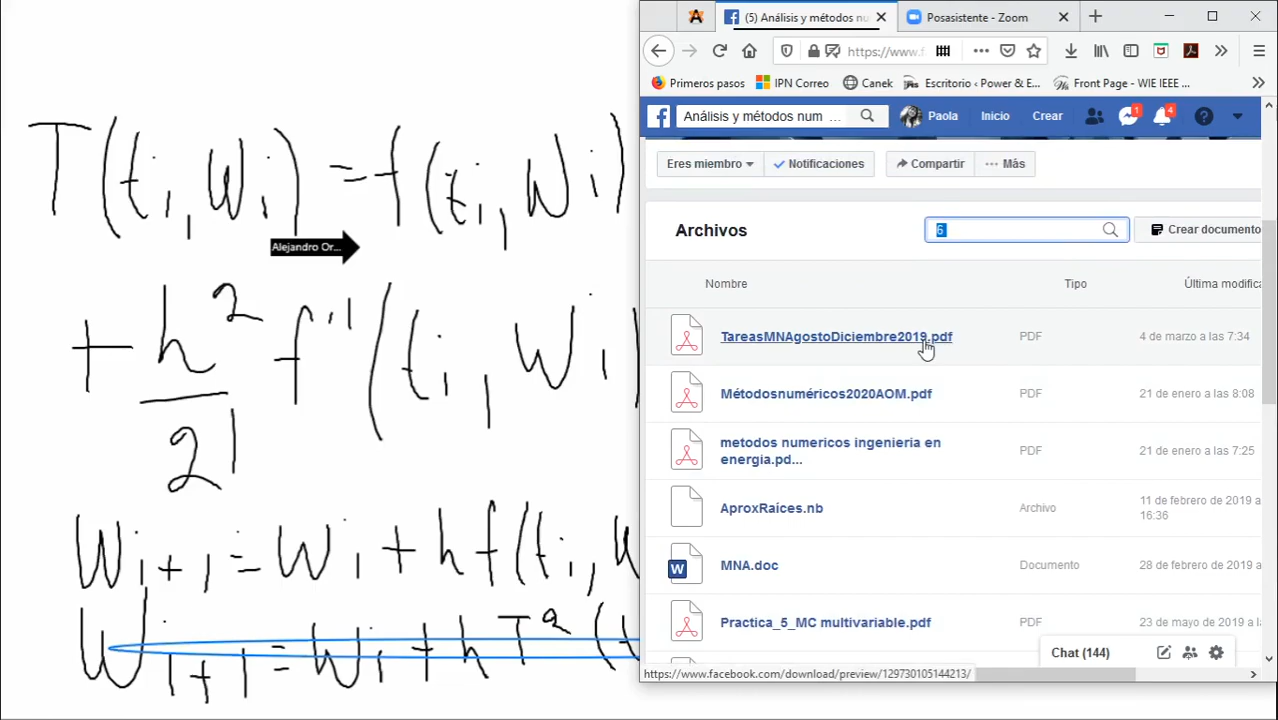 T(ti,Wi) = f(ti,Wi)
Alejandro Or...
+ h² f''(ti,Wi
2!
Wi+1 = Wi + hf(ti,W
Wi+1 = Wi + hT² (t
(5) Análisis y métodos nu
Posasistente - Zoom
https://www.f
Primeros pasos
IPN Correo
Canek
Escritorio ‹ Power & E...
Front Page - WIE IEEE ...
Análisis y métodos num ...
Paola
Inicio
Crear
1
4
Eres miembro
Notificaciones
Compartir
Más
Archivos
6
Crear documento
Nombre
Tipo
Última modifica
TareasMNAgostoDiciembre2019.pdf
PDF
4 de marzo a las 7:34
Métodosnuméricos2020AOM.pdf
PDF
21 de enero a las 8:08
metodos numericos ingeniería en
energía.pd...
PDF
21 de enero a las 7:25
AproxRaíces.nb
Archivo
11 de febrero de 2019 a
16:36
MNA.doc
Documento
28 de febrero de 2019 a
Practica_5_MC multivariable.pdf
PDF
23 de mayo de 2019 a
Chat (144)
https://www.facebook.com/download/preview/129730105144213/